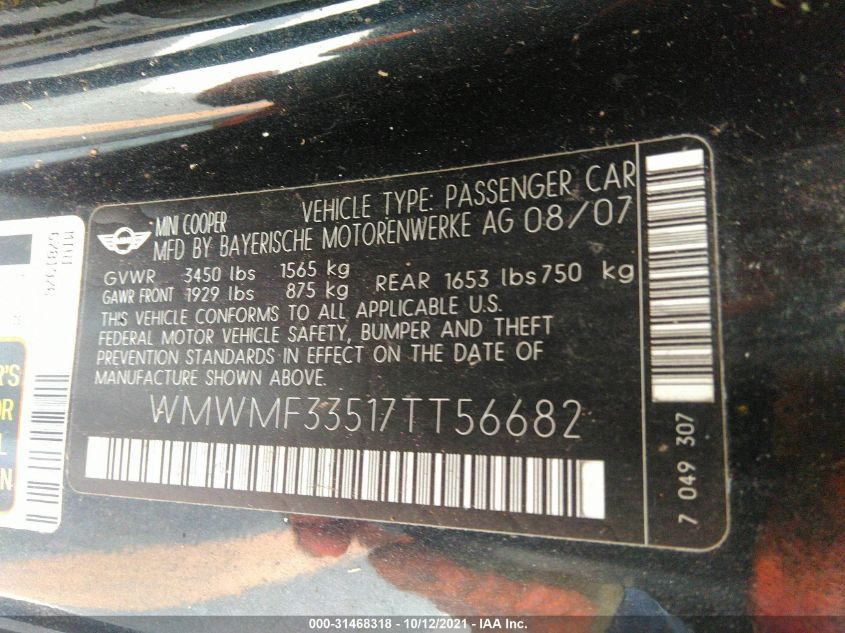 MINI COOPER VEHICLE TYPE: PASSENGER CAR
MFD BY BAYERISCHE MOTORENWERKE AG 08/07
GVWR 3450 lbs 1565 kg
GAWR FRONT 1929 lbs 875 kg REAR 1653 lbs 750 kg
THIS VEHICLE CONFORMS TO ALL APPLICABLE U.S.
FEDERAL MOTOR VEHICLE SAFETY, BUMPER AND THEFT
PREVENTION STANDARDS IN EFFECT ON THE DATE OF
MANUFACTURE SHOWN ABOVE.
WMWMF33517TT56682
7 049 307
000-31468318 - 10/12/2021 - IAA Inc.